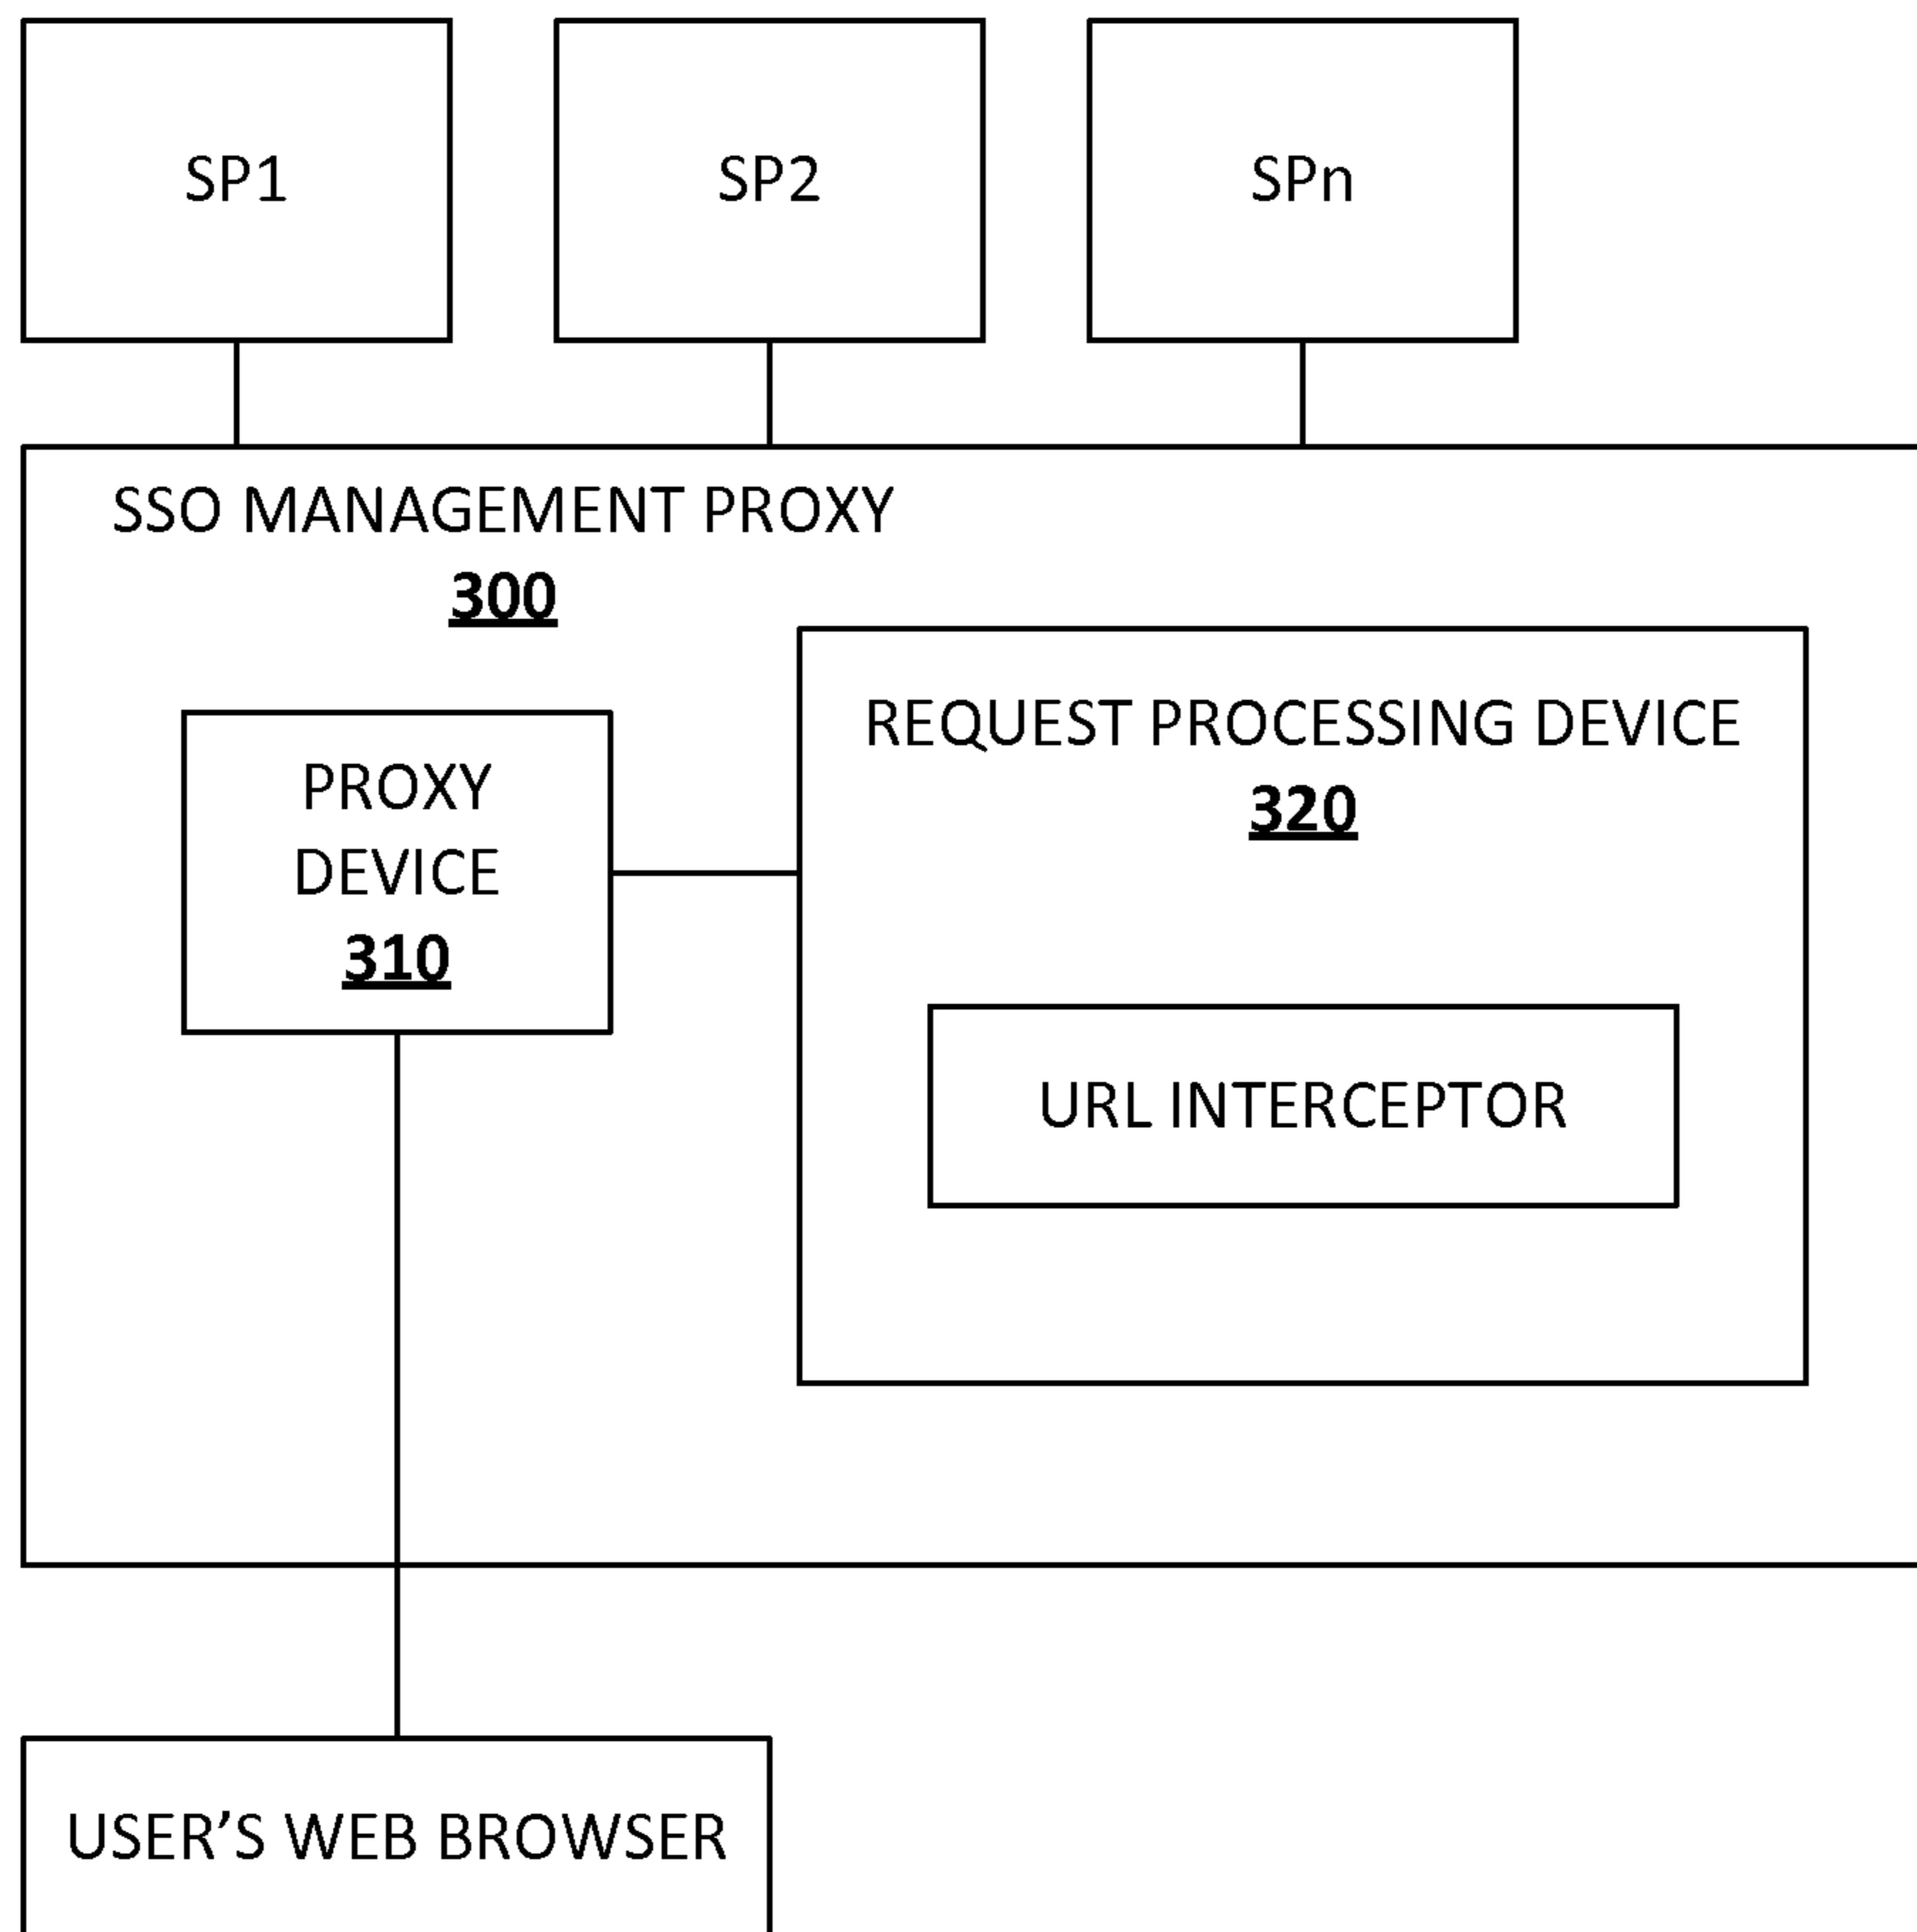 SP1
SP2
SPn
SSO MANAGEMENT PROXY
300
PROXY
DEVICE
310
REQUEST PROCESSING DEVICE
320
URL INTERCEPTOR
USER’S WEB BROWSER